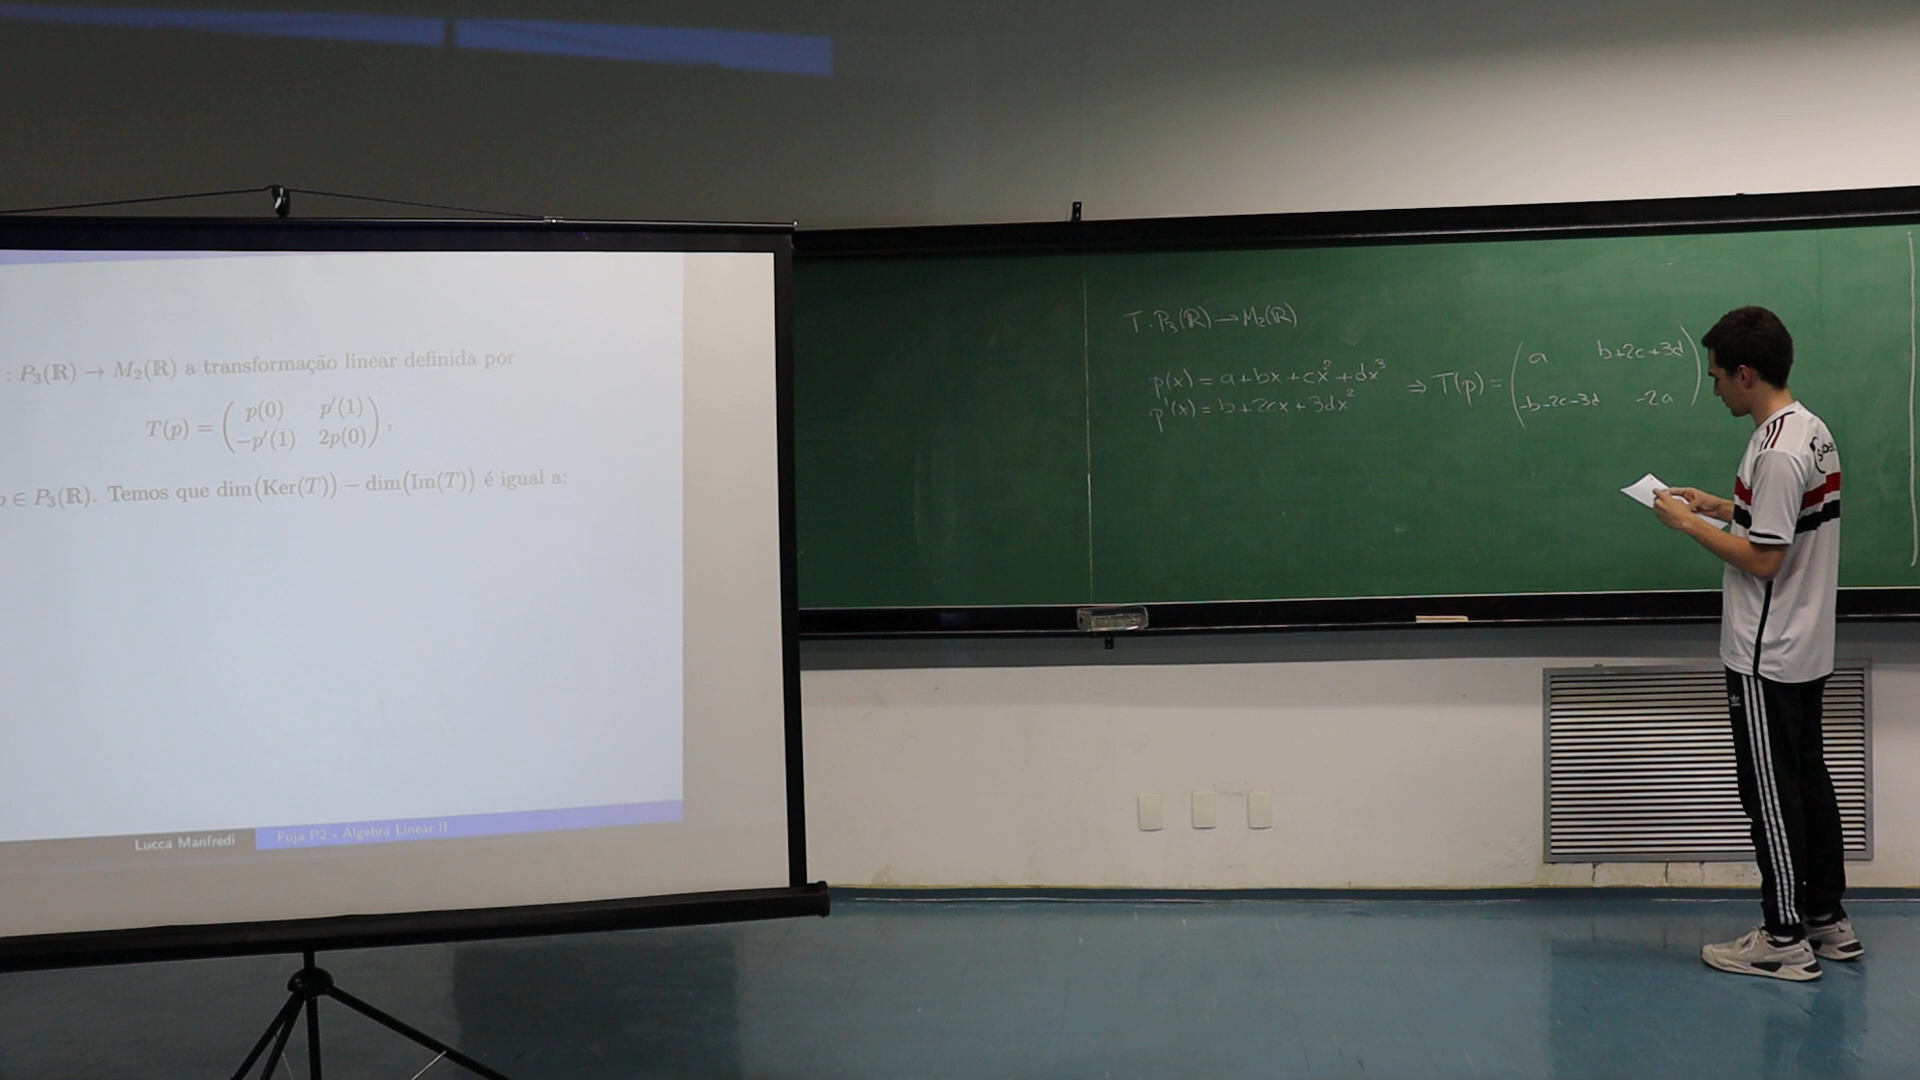 : P₃(ℝ) → M₂(ℝ) a transformação linear definida por
T(p) = ( p(0) p′(1)
−p′(1) 2p(0) ),
p ∈ P₃(ℝ). Temos que dim(Ker(T)) − dim(Im(T)) é igual a:
Lucca Manfredi Fuja P2 - Álgebra Linear II
T: P₃(ℝ) → M₂(ℝ)
p(x) = a + bx + cx² + dx³
p'(x) = b + 2cx + 3dx²
⇒ T(p) = ( a b+2c+3d
-b-2c-3d -2a )